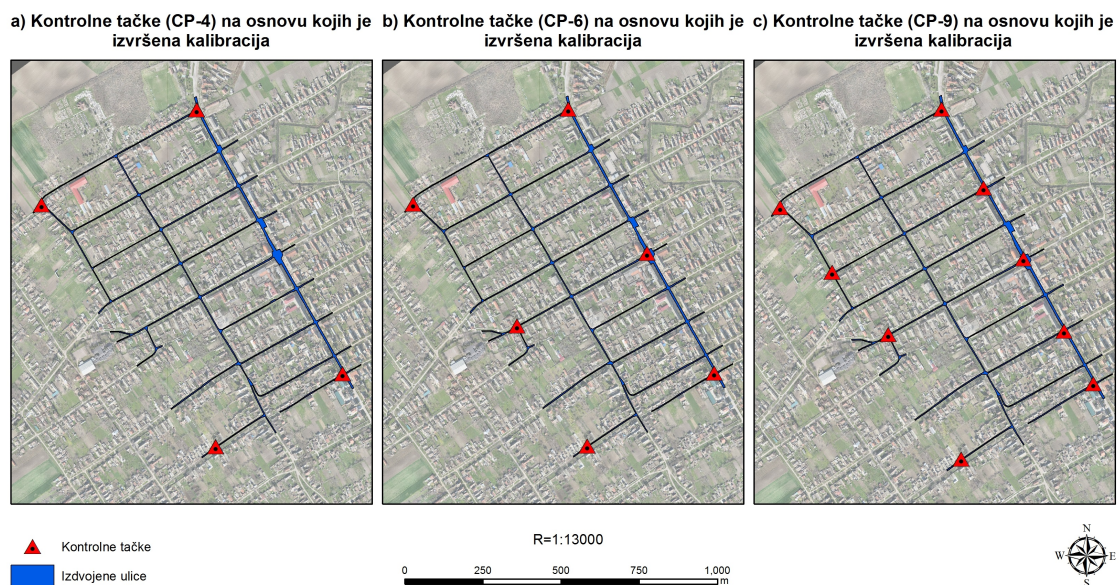 a) Kontrolne tačke (CP-4) na osnovu kojih je
izvršena kalibracija
b) Kontrolne tačke (CP-6) na osnovu kojih je
izvršena kalibracija
c) Kontrolne tačke (CP-9) na osnovu kojih je
izvršena kalibracija
Kontrolne tačke
Izdvojene ulice
R=1:13000
0 250 500 750 1,000
m
N
W E
S